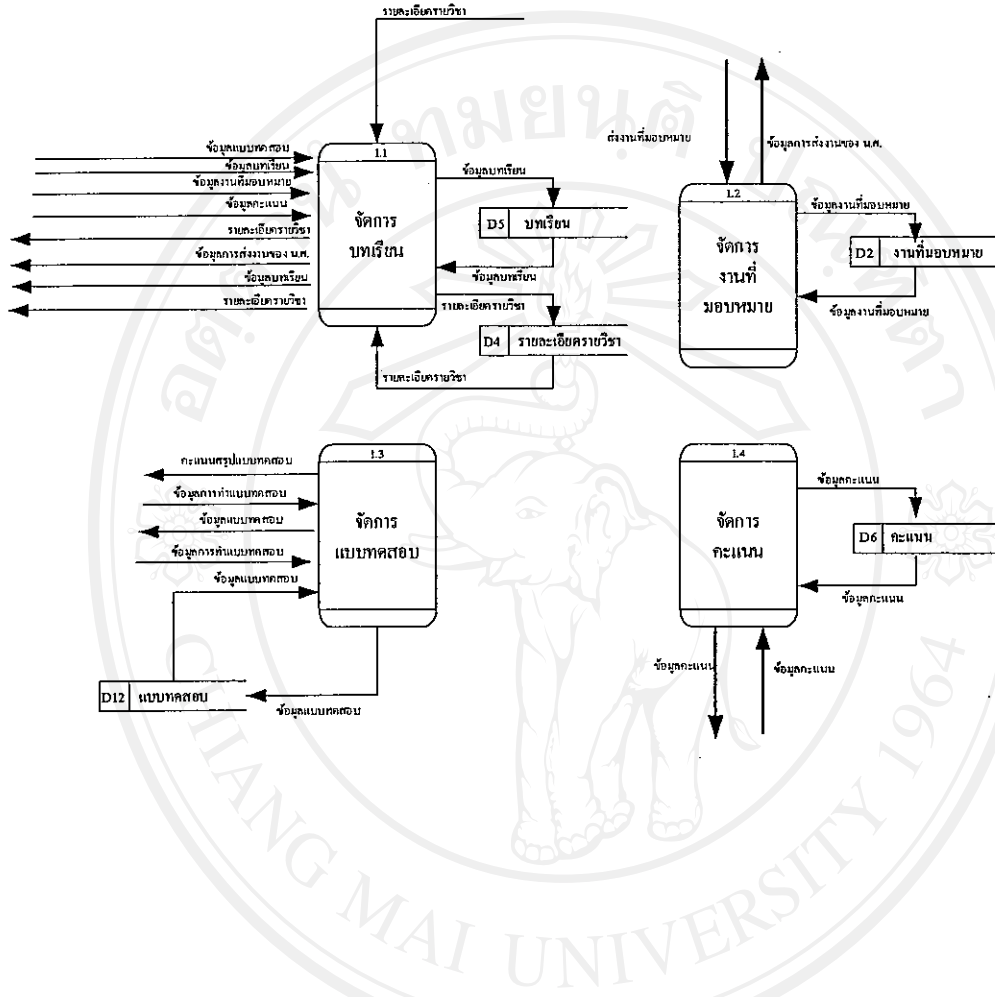 รายละเอียดรายวิชา
ข้อมูลแบบทดสอบ
ข้อมูลบทเรียน
ข้อมูลงานที่มอบหมาย
ข้อมูลคะแนน
รายละเอียดรายวิชา
ข้อมูลการส่งงานของ น.ศ.
ข้อมูลบทเรียน
รายละเอียดรายวิชา
1.1
จัดการ
บทเรียน
ข้อมูลบทเรียน
D5 บทเรียน
ข้อมูลบทเรียน
รายละเอียดรายวิชา
D4 รายละเอียดรายวิชา
รายละเอียดรายวิชา
ส่งงานที่มอบหมาย
ข้อมูลการส่งงานของ น.ศ.
1.2
จัดการ
งานที่
มอบหมาย
ข้อมูลงานที่มอบหมาย
D2 งานที่มอบหมาย
ข้อมูลงานที่มอบหมาย
คะแนนสรุปแบบทดสอบ
ข้อมูลการทำแบบทดสอบ
ข้อมูลแบบทดสอบ
ข้อมูลการทำแบบทดสอบ
ข้อมูลแบบทดสอบ
1.3
จัดการ
แบบทดสอบ
D12 แบบทดสอบ
ข้อมูลแบบทดสอบ
1.4
จัดการ
คะแนน
ข้อมูลคะแนน
D6 คะแนน
ข้อมูลคะแนน
ข้อมูลคะแนน
ข้อมูลคะแนน
CHIANG MAI UNIVERSITY 1964